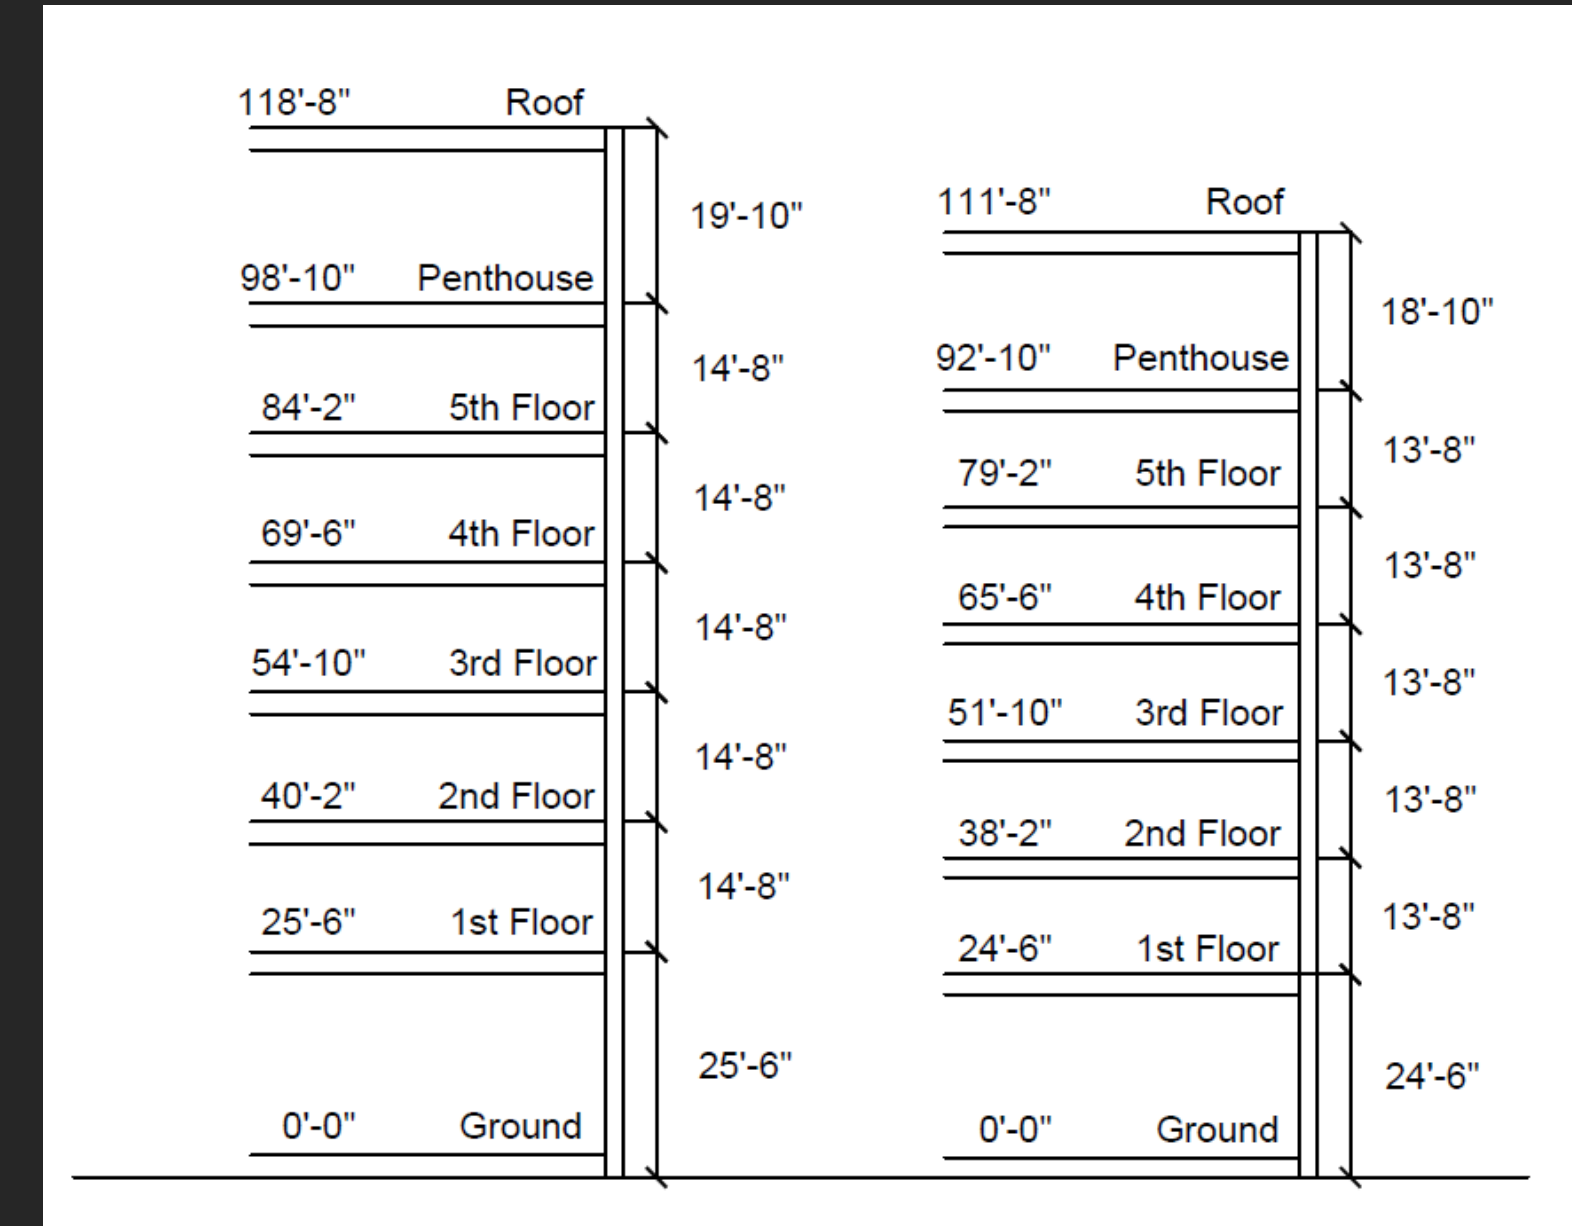 118'-8" Roof
19'-10"
98'-10" Penthouse
14'-8"
84'-2" 5th Floor
14'-8"
69'-6" 4th Floor
14'-8"
54'-10" 3rd Floor
14'-8"
40'-2" 2nd Floor
14'-8"
25'-6" 1st Floor
25'-6"
0'-0" Ground
111'-8" Roof
18'-10"
92'-10" Penthouse
13'-8"
79'-2" 5th Floor
13'-8"
65'-6" 4th Floor
13'-8"
51'-10" 3rd Floor
13'-8"
38'-2" 2nd Floor
13'-8"
24'-6" 1st Floor
24'-6"
0'-0" Ground